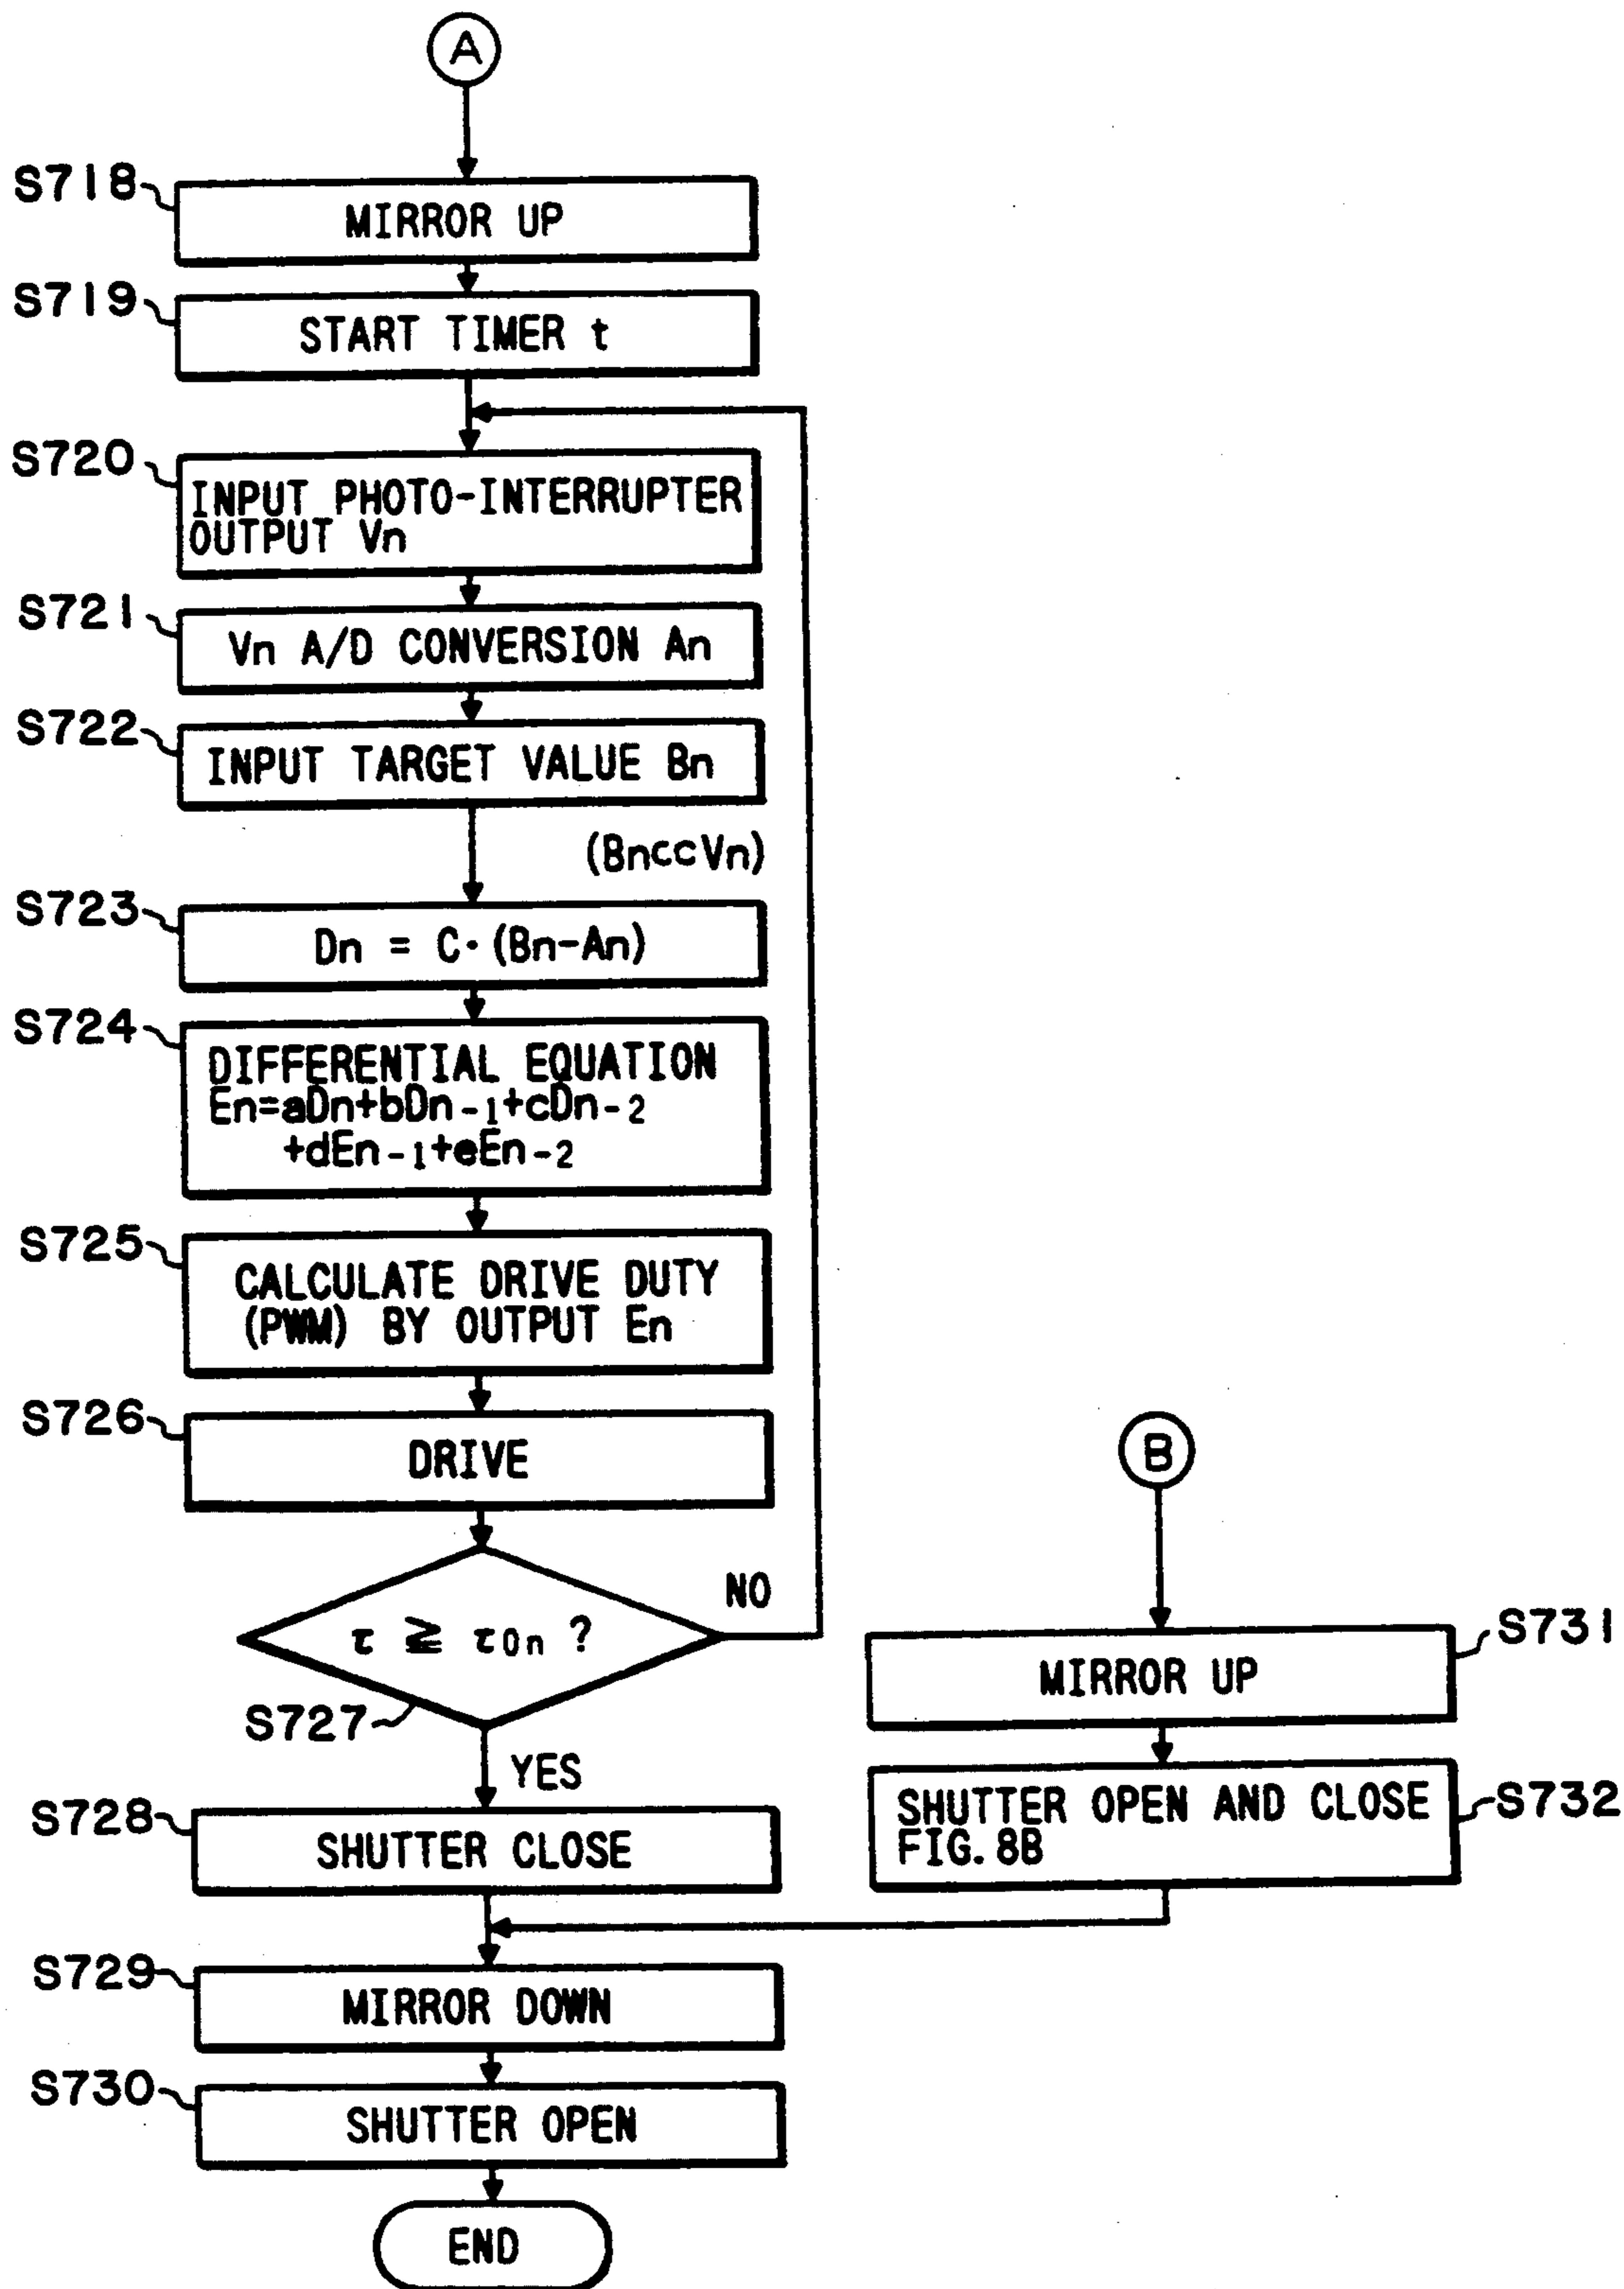 A
S718
MIRROR UP
S719
START TIMER t
S720
INPUT PHOTO-INTERRUPTER
OUTPUT Vn
S721
Vn A/D CONVERSION An
S722
INPUT TARGET VALUE Bn
(BnccVn)
S723
Dn = C·(Bn-An)
S724
DIFFERENTIAL EQUATION
En=aDn+bDn-1+cDn-2
+dEn-1+eEn-2
S725
CALCULATE DRIVE DUTY
(PWM) BY OUTPUT En
S726
DRIVE
τ ≧ τ0n ?
NO
S727
YES
S728
SHUTTER CLOSE
B
S731
MIRROR UP
SHUTTER OPEN AND CLOSE
FIG. 8B
S732
S729
MIRROR DOWN
S730
SHUTTER OPEN
END